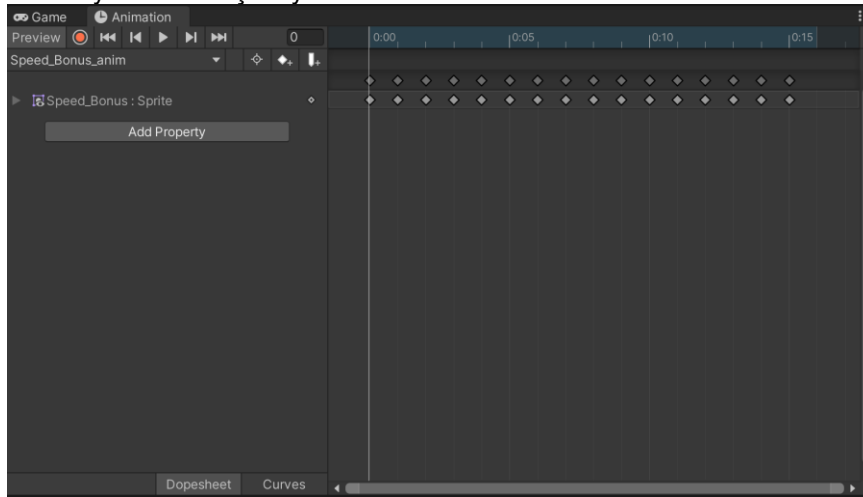 Game Animation
Preview 0 0:00 0:05 0:10 0:15
Speed_Bonus_anim
Speed_Bonus : Sprite
Add Property
Dopesheet Curves